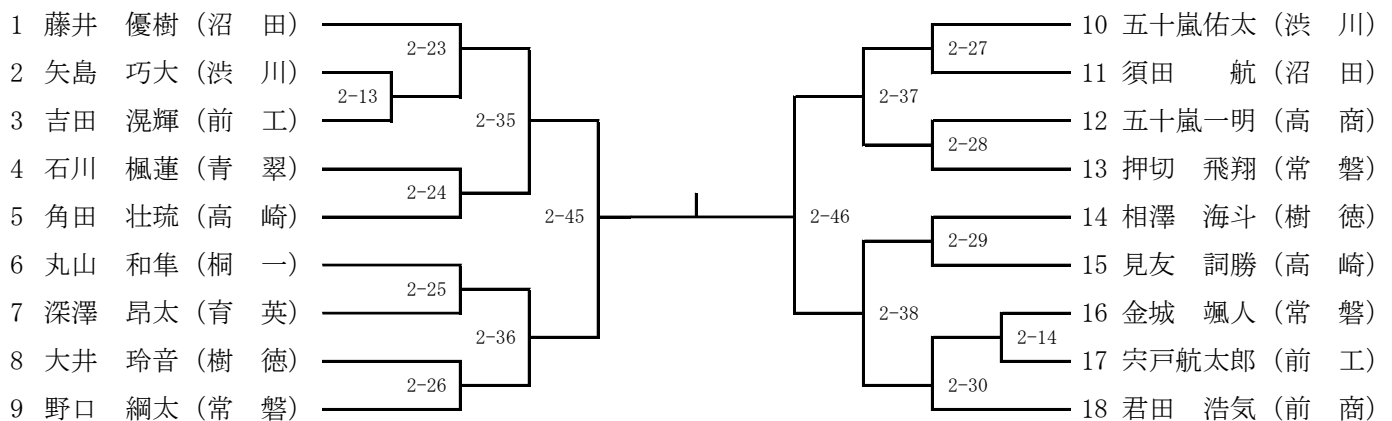 1 藤井 優樹（沼 田）
2 矢島 巧大（渋 川）
3 吉田 滉輝（前 工）
4 石川 楓蓮（青 翠）
5 角田 壮琉（高 崎）
6 丸山 和隼（桐 一）
7 深澤 昂太（育 英）
8 大井 玲音（樹 徳）
9 野口 綱太（常 磐）
2-13
2-23
2-24
2-25
2-26
2-35
2-36
2-45
2-46
2-37
2-38
2-27
2-28
2-29
2-30
2-14
10 五十嵐佑太（渋 川）
11 須田 航（沼 田）
12 五十嵐一明（高 商）
13 押切 飛翔（常 磐）
14 相澤 海斗（樹 徳）
15 見友 詞勝（高 崎）
16 金城 颯人（常 磐）
17 宍戸航太郎（前 工）
18 君田 浩気（前 商）